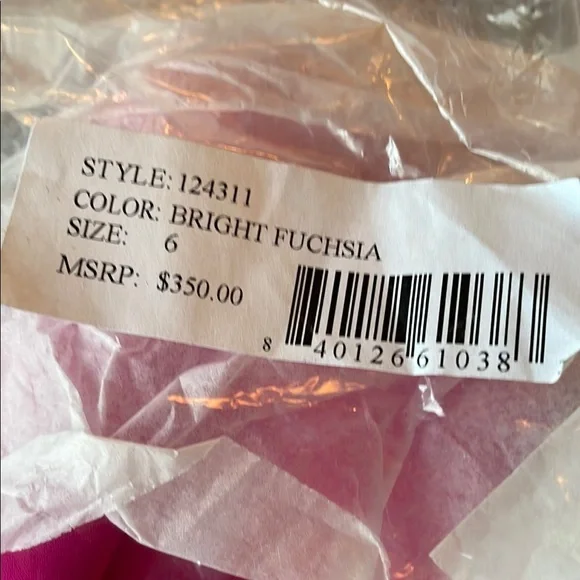 STYLE: 124311
COLOR: BRIGHT FUCHSIA
SIZE: 6
MSRP: $350.00
8 40126 61038